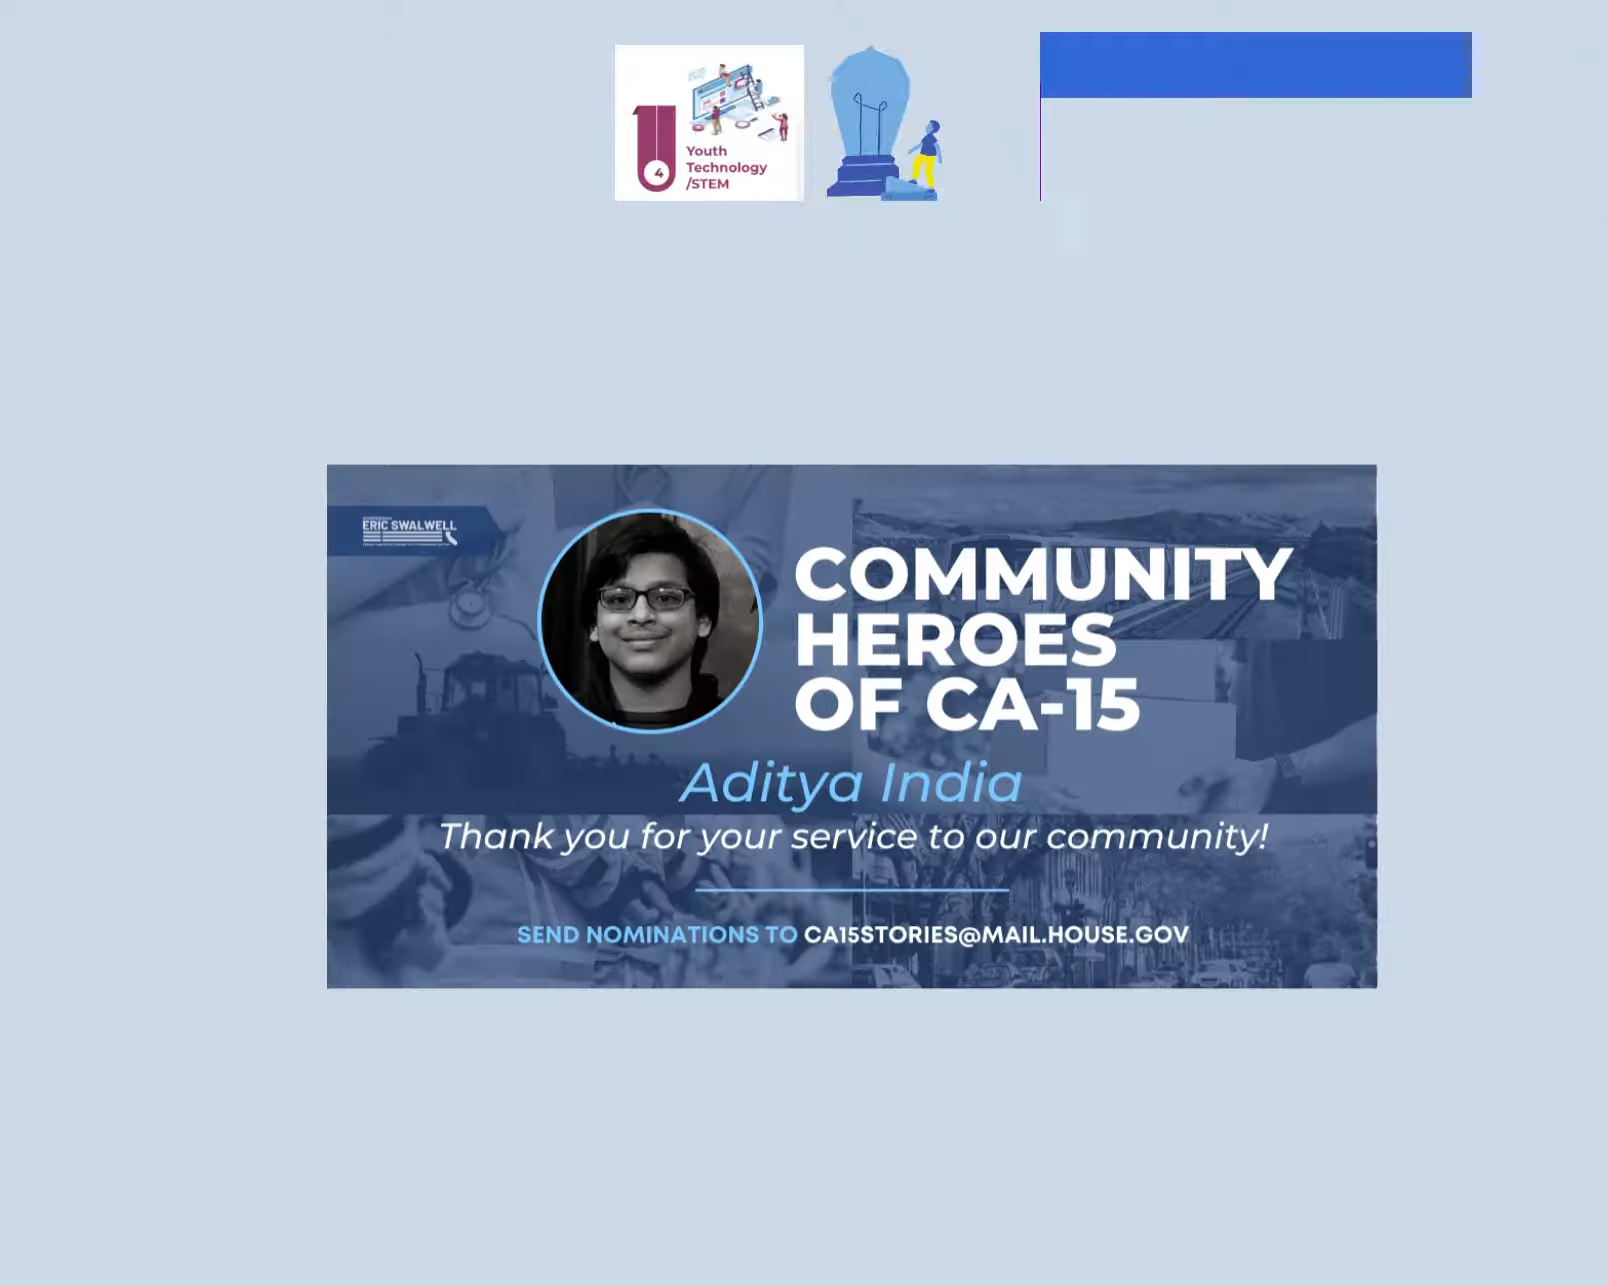 4
Youth
Technology
/STEM
ERIC SWALWELL
COMMUNITY
HEROES
OF CA-15
Aditya India
Thank you for your service to our community!
SEND NOMINATIONS TO CA15STORIES@MAIL.HOUSE.GOV